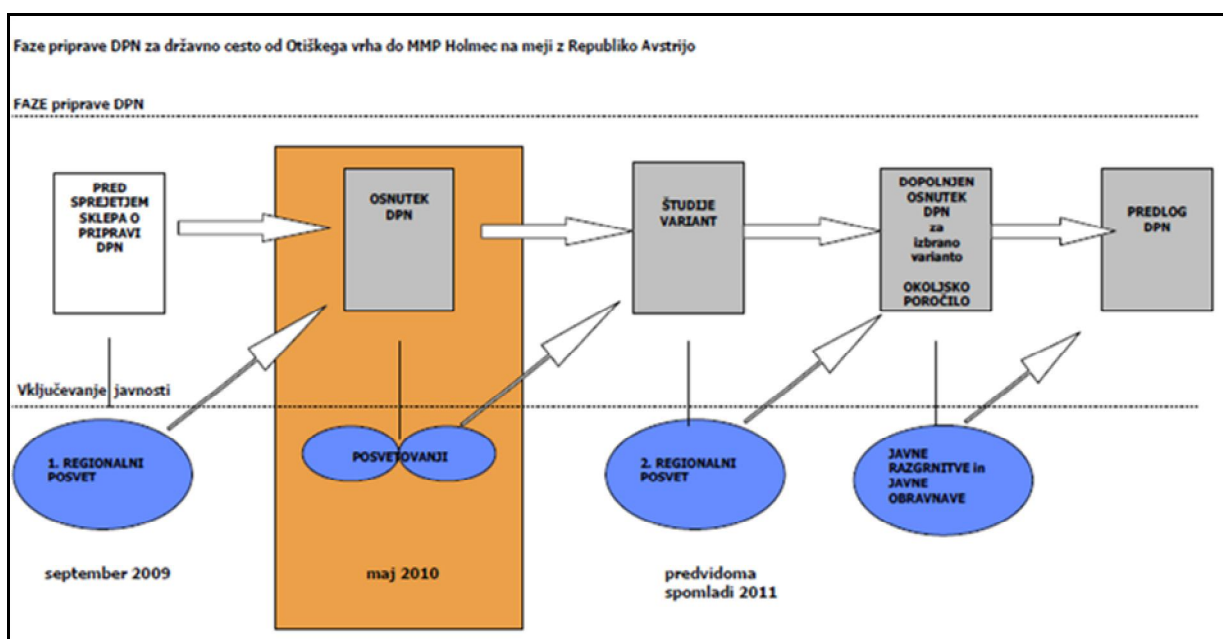 Faze priprave DPN za državno cesto od Otiškega vrha do MMP Holmec na meji z Republiko Avstrijo
FAZE priprave DPN
PRED
SPREJETJEM
SKLEPA O
PRIPRAVI
DPN
OSNUTEK
DPN
ŠTUDIJE
VARIANT
DOPOLNJEN
OSNUTEK
DPN
za
izbrano
varianto
OKOLJSKO
POROČILO
PREDLOG
DPN
Vključevanje javnosti
1. REGIONALNI
POSVET
POSVETOVANJI
2. REGIONALNI
POSVET
JAVNE
RAZGRNITVE in
JAVNE
OBRAVNAVE
september 2009
maj 2010
predvidoma
spomladi 2011